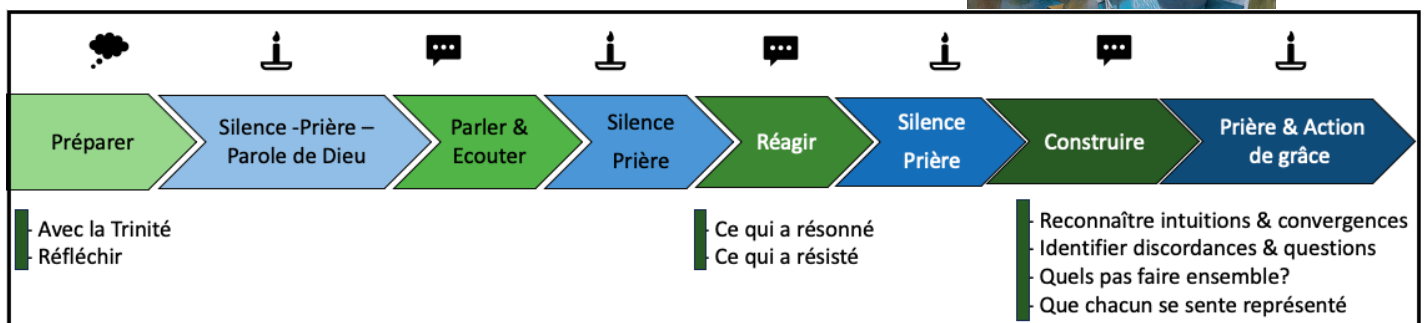 Préparer
Silence -Prière –
Parole de Dieu
Parler &
Ecouter
Silence
Prière
Réagir
Silence
Prière
Construire
Prière & Action
de grâce
- Avec la Trinité
- Réfléchir
- Ce qui a résonné
- Ce qui a résisté
- Reconnaître intuitions & convergences
- Identifier discordances & questions
- Quels pas faire ensemble?
- Que chacun se sente représenté